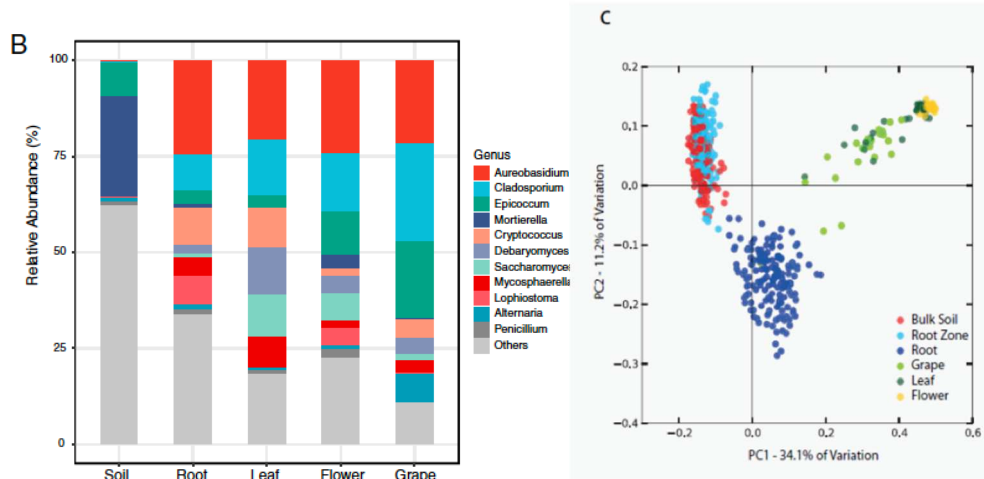 B
Relative Abundance (%)
100
75
50
25
0
Soil
Root
Leaf
Flower
Grape
Genus
Aureobasidium
Cladosporium
Epicoccum
Mortierella
Cryptococcus
Debaryomyces
Saccharomyces
Mycosphaerella
Lophiostoma
Alternaria
Penicillium
Others
C
PC2 - 11.2% of Variation
0.2
0.1
0.0
−0.1
−0.2
−0.3
−0.4
−0.2
0.0
0.2
0.4
0.6
PC1 - 34.1% of Variation
Bulk Soil
Root Zone
Root
Grape
Leaf
Flower